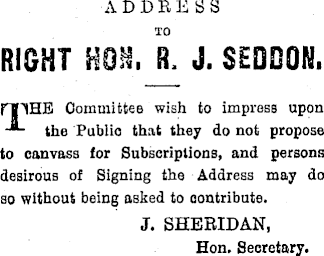 ADDRESS
TO
RIGHT HON. R. J. SEDDON.
THE Committee wish to impress upon
the Public that they do not propose
to canvass for Subscriptions, and persons
desirous of Signing the Address may do
so without being asked to contribute.
J. SHERIDAN,
Hon. Secretary.